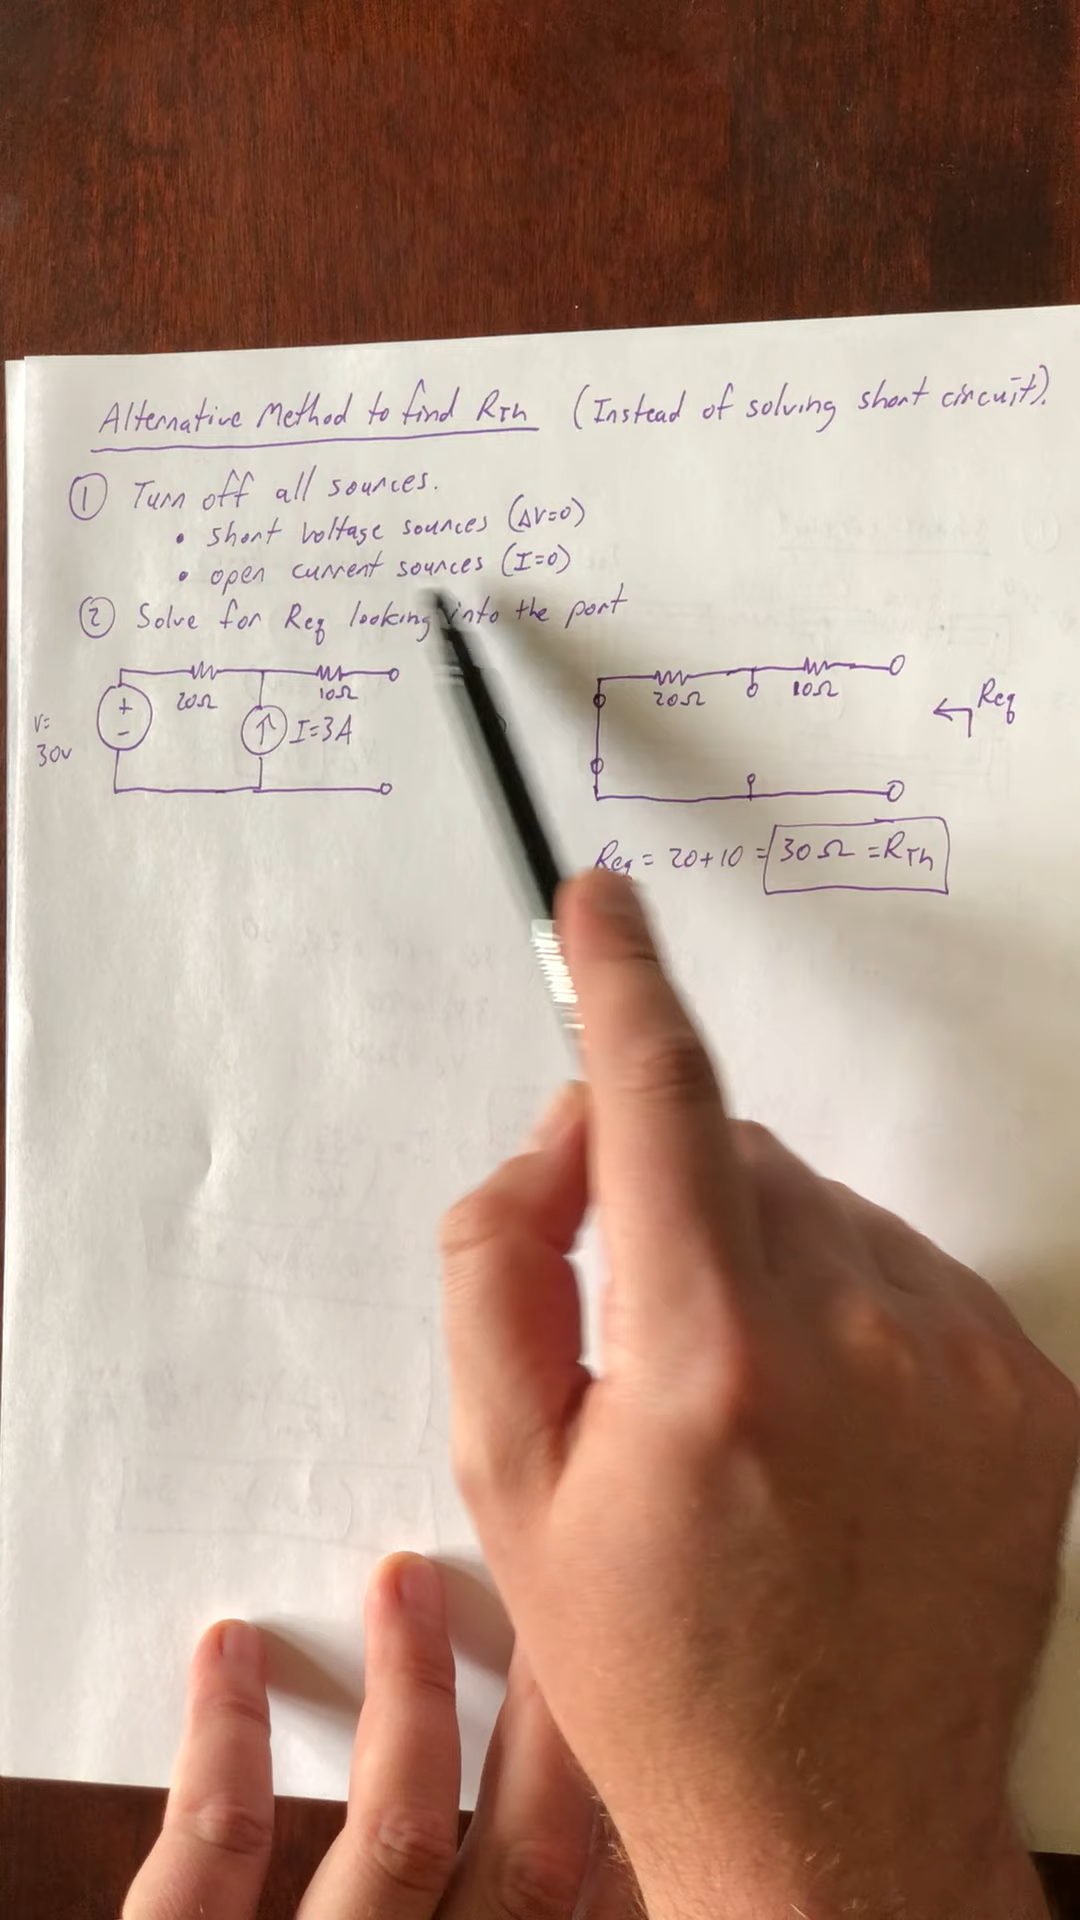 Alternative Method to find RTh (Instead of solving short circuit).
① Turn off all sources.
• short voltage sources (ΔV=0)
• open current sources (I=0)
② Solve for Req looking into the port
20Ω 10Ω
+
-
V=
30v
I=3A
20Ω 10Ω
Req
Req = 20+10 = 30Ω = RTh